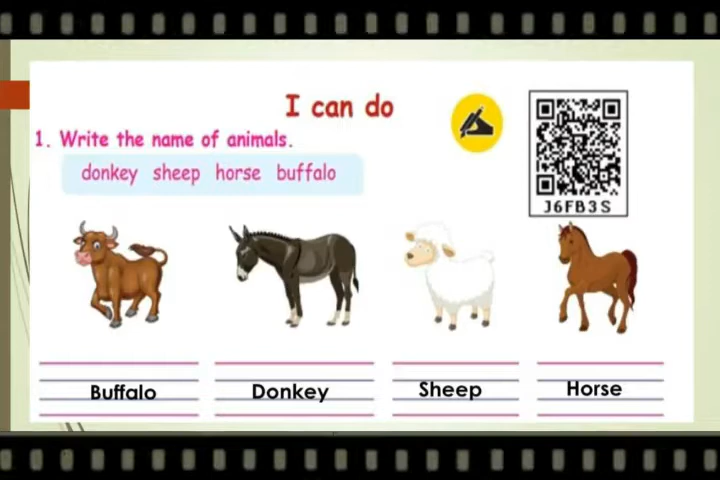 I can do
1. Write the name of animals.
donkey sheep horse buffalo
J6FB3S
Buffalo Donkey Sheep Horse